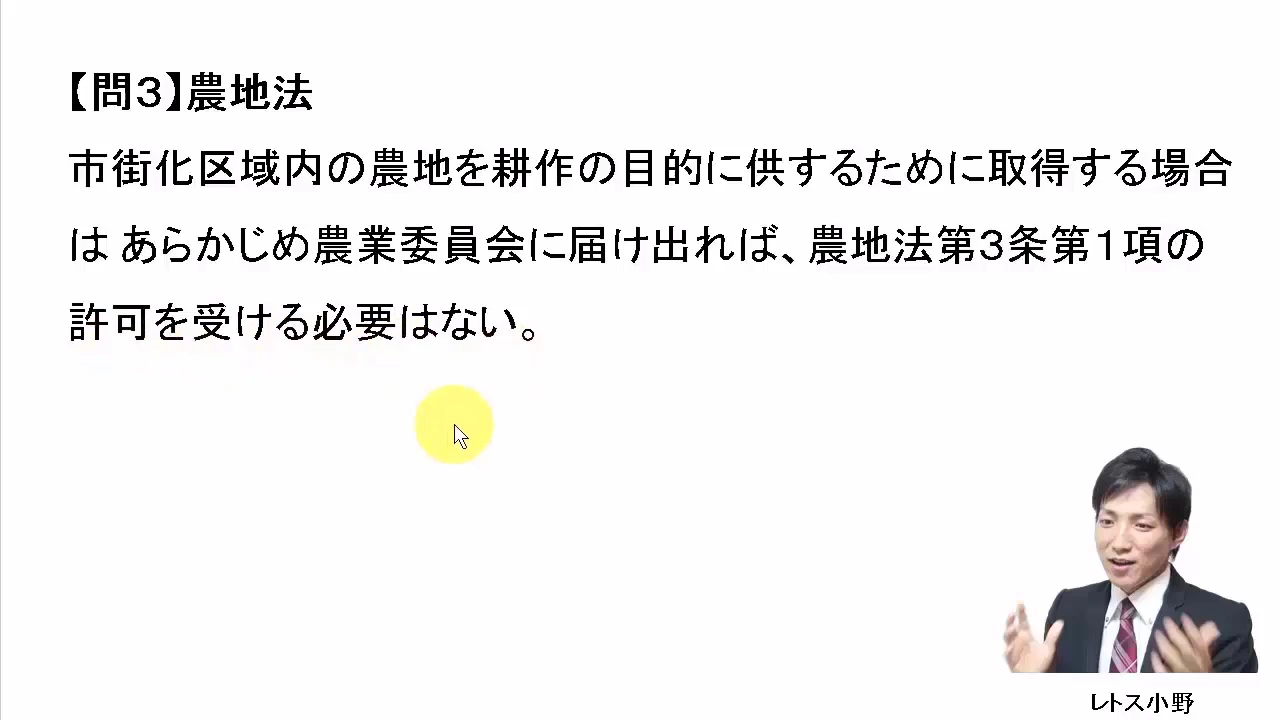 【問３】農地法
市街化区域内の農地を耕作の目的に供するために取得する場合
は あらかじめ農業委員会に届け出れば、農地法第３条第１項の
許可を受ける必要はない。
レトス小野